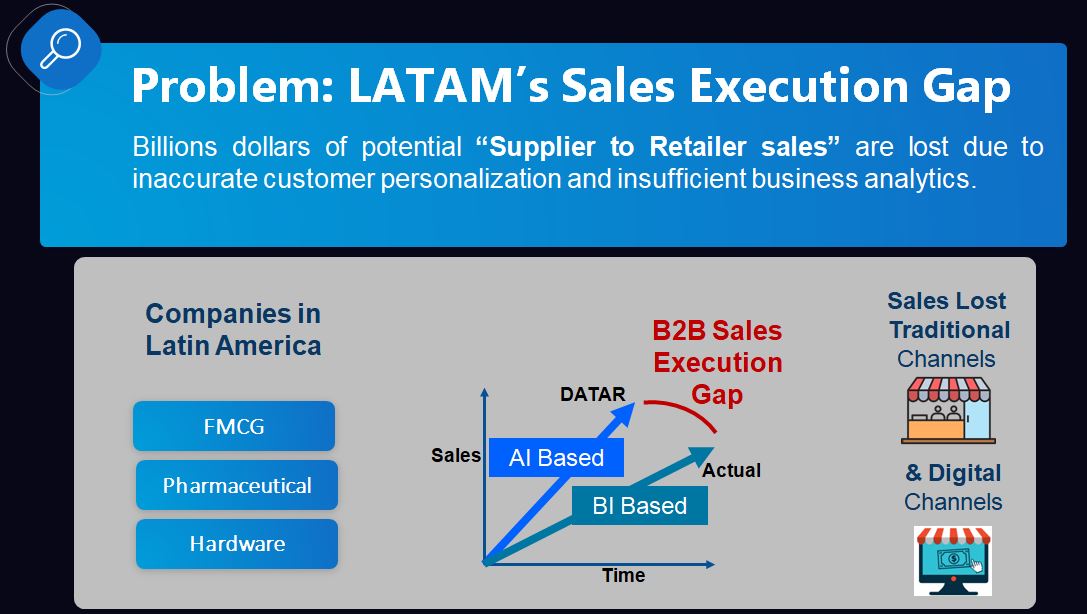 Problem: LATAM’s Sales Execution Gap
Billions dollars of potential “Supplier to Retailer sales” are lost due to
inaccurate customer personalization and insufficient business analytics.
Companies in
Latin America
FMCG
Pharmaceutical
Hardware
B2B Sales
Execution
Gap
DATAR
Sales
AI Based
Actual
BI Based
Time
Sales Lost
Traditional
Channels
& Digital
Channels
$